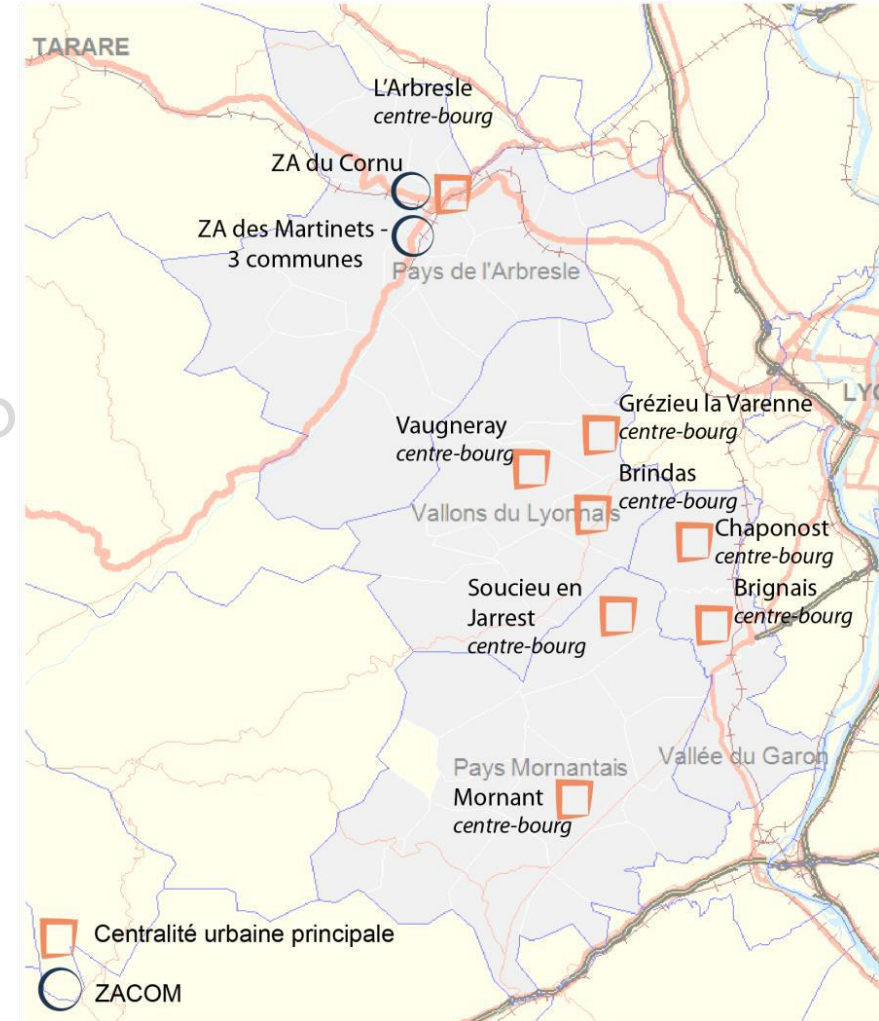 TARARE
L'Arbresle
centre-bourg
ZA du Cornu
ZA des Martinets -
3 communes
Pays de l'Arbresle
Grézieu la Varenne
centre-bourg
Vaugneray
centre-bourg
Brindas
centre-bourg
Vallons du Lyonnais
Chaponost
centre-bourg
Soucieu en
Jarrest
centre-bourg
Brignais
centre-bourg
Pays Mornantais
Vallée du Garon
Mornant
centre-bourg
Centralité urbaine principale
ZACOM